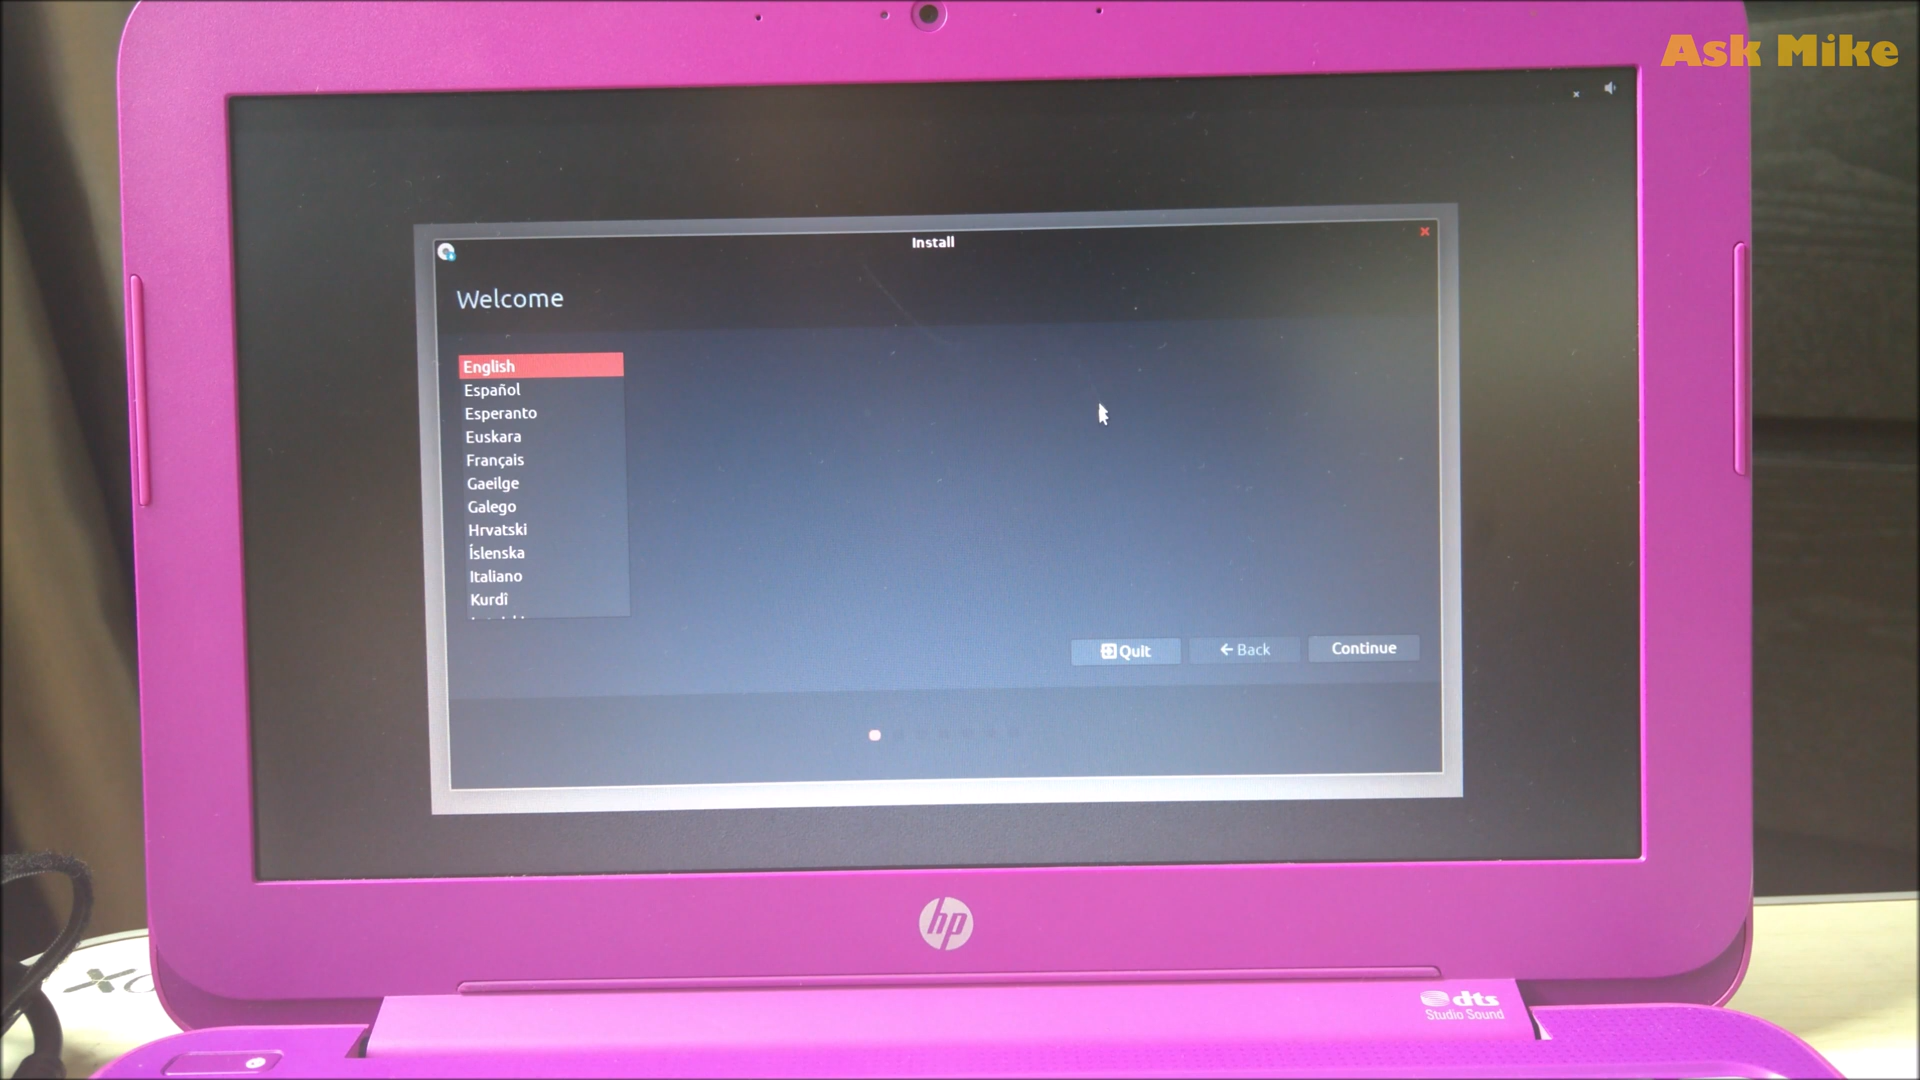 Ask Mike
Install
Welcome
English
Español
Esperanto
Euskara
Français
Gaeilge
Galego
Hrvatski
Íslenska
Italiano
Kurdî
Quit
Back
Continue
hp
dts
Studio Sound